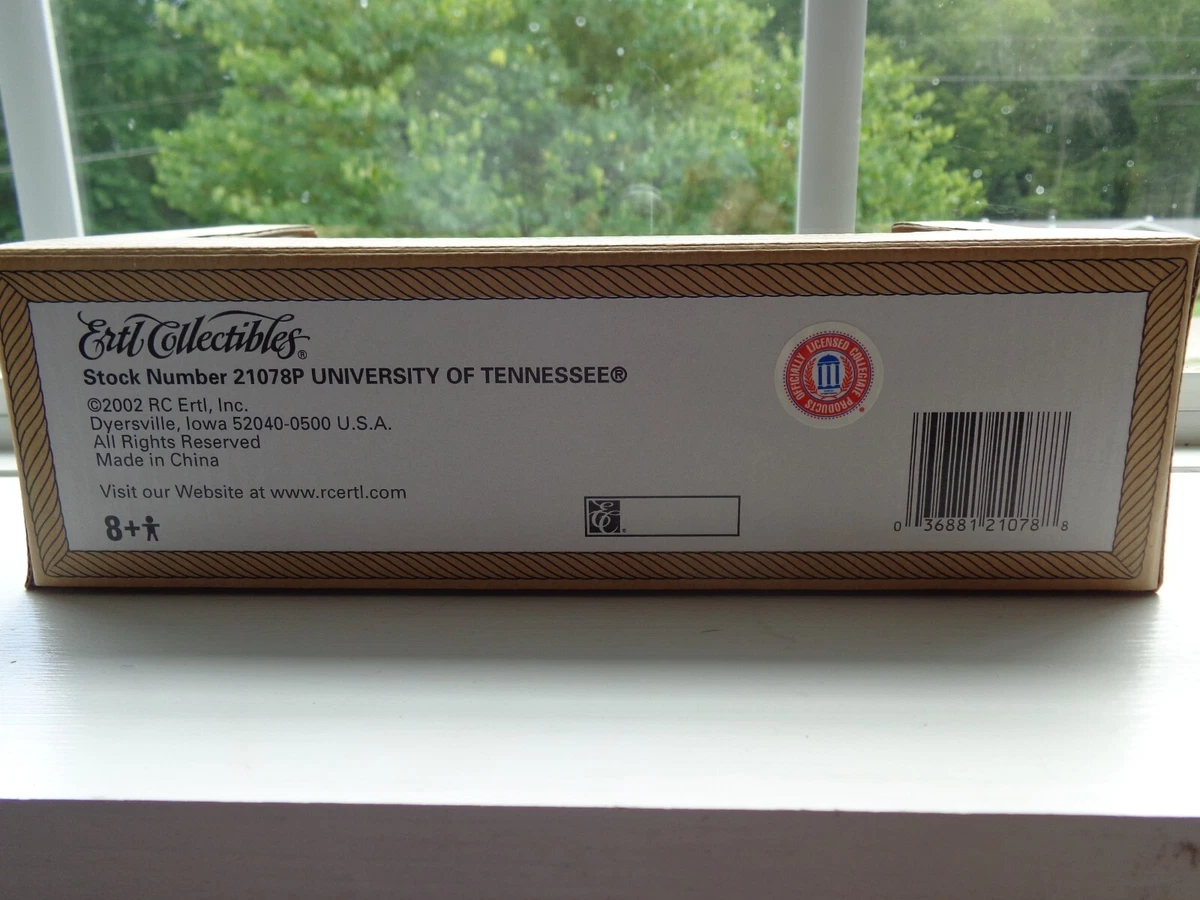 Ertl Collectibles®
Stock Number 21078P UNIVERSITY OF TENNESSEE®
©2002 RC Ertl, Inc.
Dyersville, Iowa 52040-0500 U.S.A.
All Rights Reserved
Made in China
Visit our Website at www.rcertl.com
8+
OFFICIALLY LICENSED COLLEGIATE PRODUCTS
E®
0 36881 21078 8